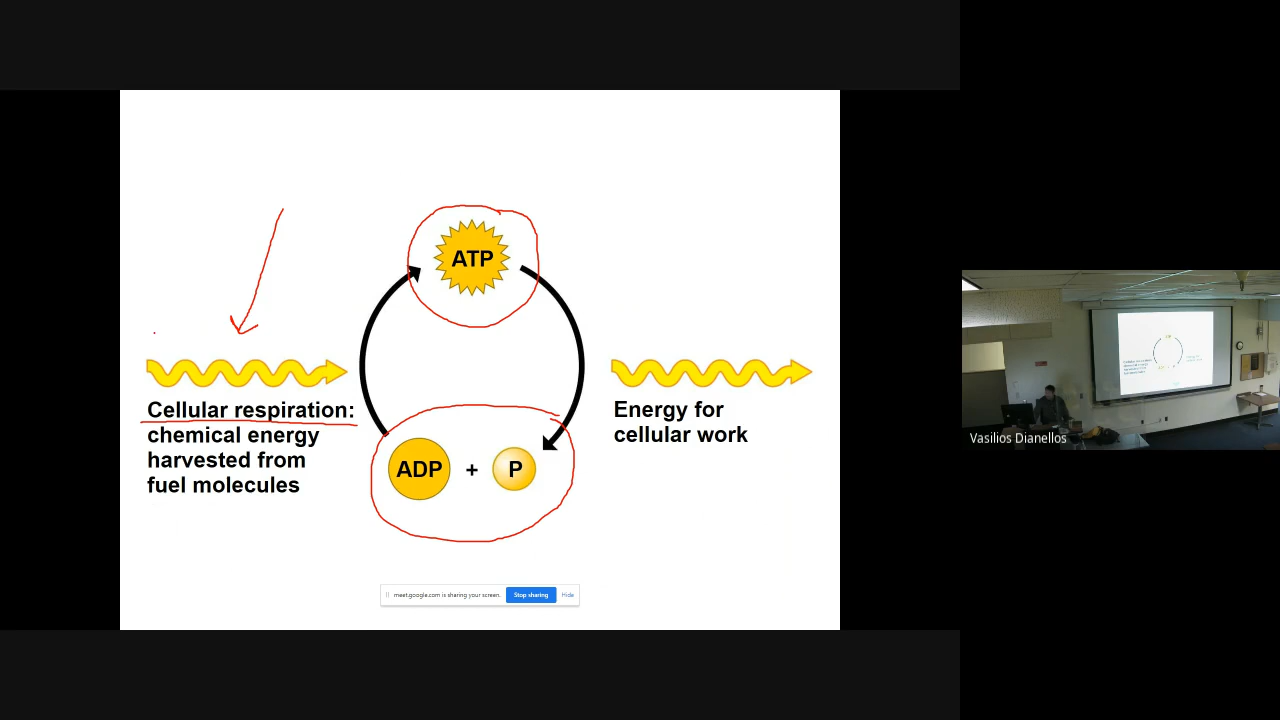 ATP
Cellular respiration:
chemical energy
harvested from
fuel molecules
Energy for
cellular work
ADP + P
meet.google.com is sharing your screen.
Stop sharing
Hide
Vasilios Dianellos